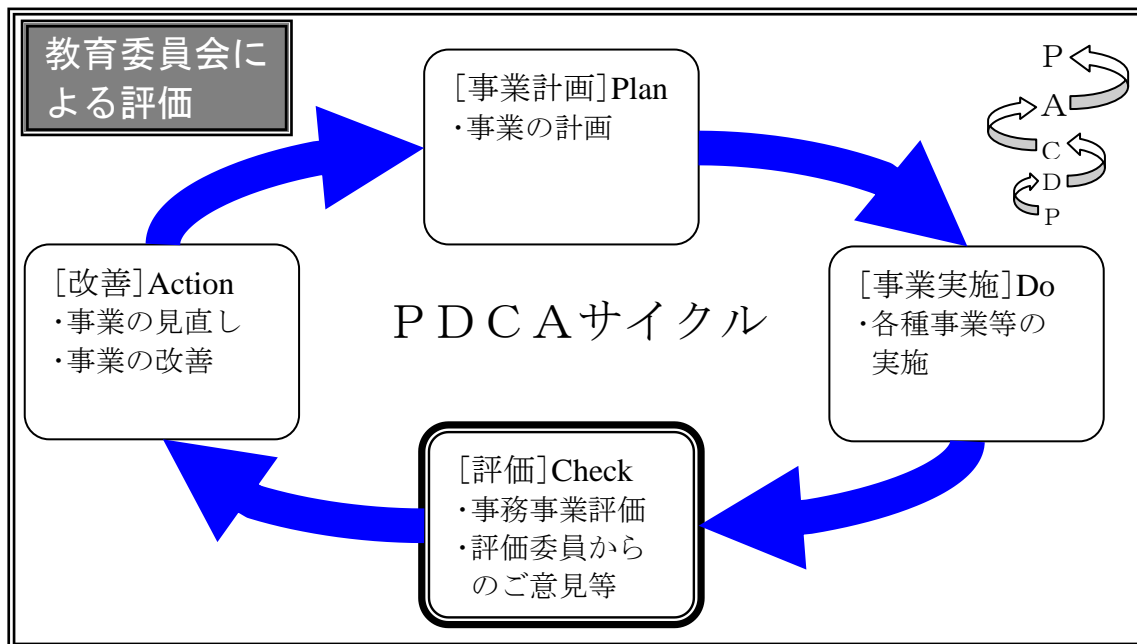 教育委員会に
よる評価
[事業計画]Plan
・事業の計画
P
A
C
D
P
[改善]Action
・事業の見直し
・事業の改善
PDCAサイクル
[事業実施]Do
・各種事業等の
実施
[評価]Check
・事務事業評価
・評価委員から
のご意見等